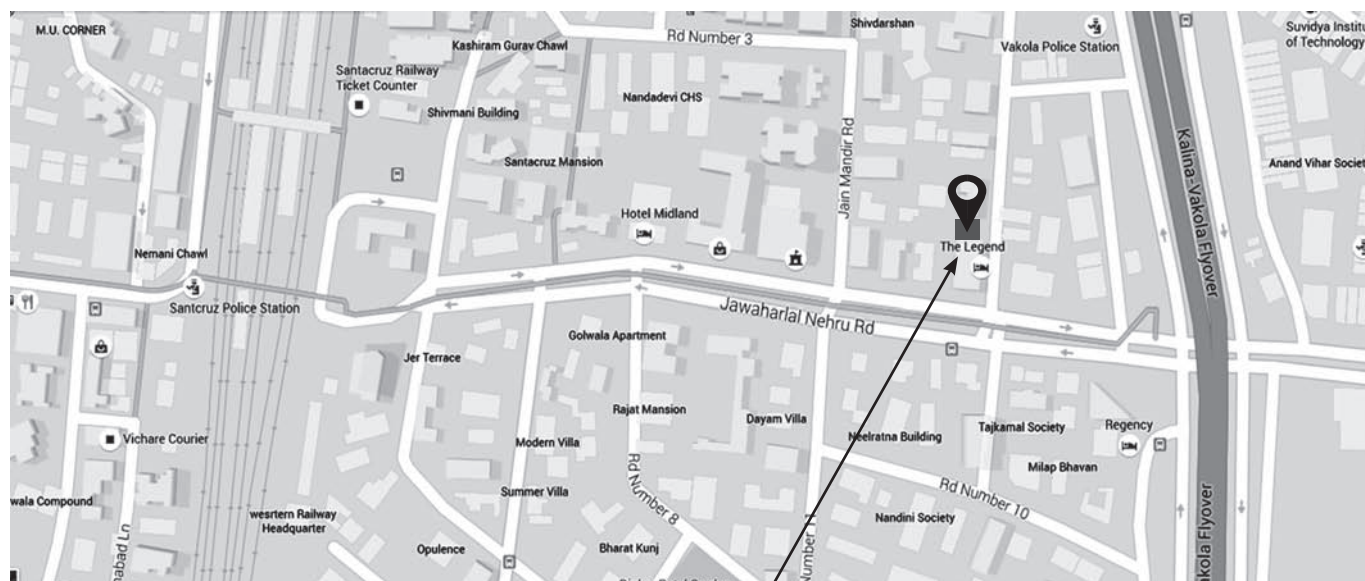 M.U. CORNER
Shivdarshan
Rd Number 3
Suvidya Institu
of Technology
Kashiram Gurav Chawl
Vakola Police Station
Santacruz Railway
Ticket Counter
Nandadevi CHS
Shivmani Building
Santacruz Mansion
Jain Mandir Rd
Kalina-Vakola Flyover
Anand Vihar Societ
Hotel Midland
The Legend
Nemani Chawl
Santcruz Police Station
Jawaharlal Nehru Rd
Golwala Apartment
Jer Terrace
Rajat Mansion
Dayam Villa
Neelratna Building
Tajkamal Society
Regency
Vichare Courier
Modern Villa
Milap Bhavan
Summer Villa
Rd Number 8
Rd Number 10
wala Compound
wesrtern Railway
Headquarter
Nandini Society
Opulence
Bharat Kunj
Number
abad Ln
akola Flyover